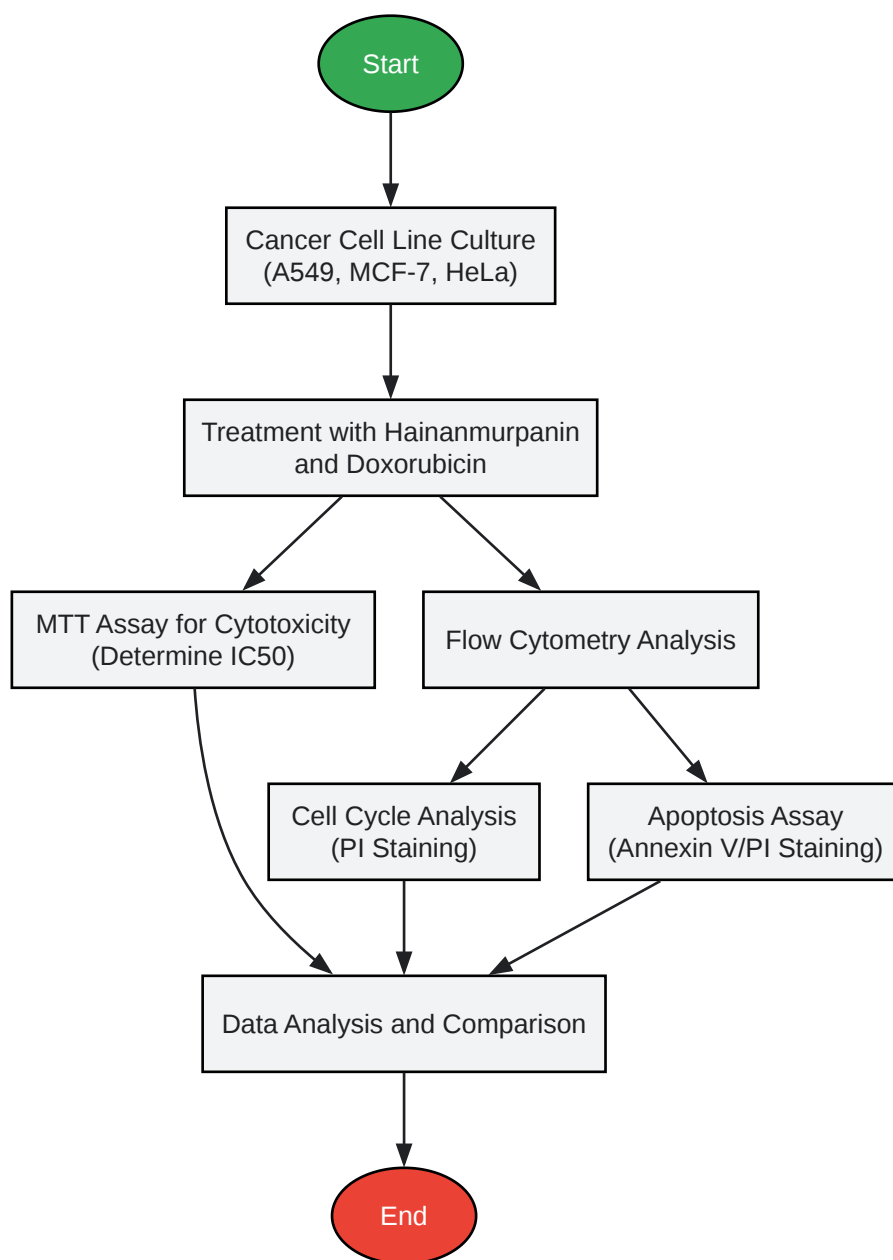 Start
Cancer Cell Line Culture
(A549, MCF-7, HeLa)
Treatment with Hainanmurpanin
and Doxorubicin
MTT Assay for Cytotoxicity
(Determine IC50)
Flow Cytometry Analysis
Cell Cycle Analysis
(PI Staining)
Apoptosis Assay
(Annexin V/PI Staining)
Data Analysis and Comparison
End